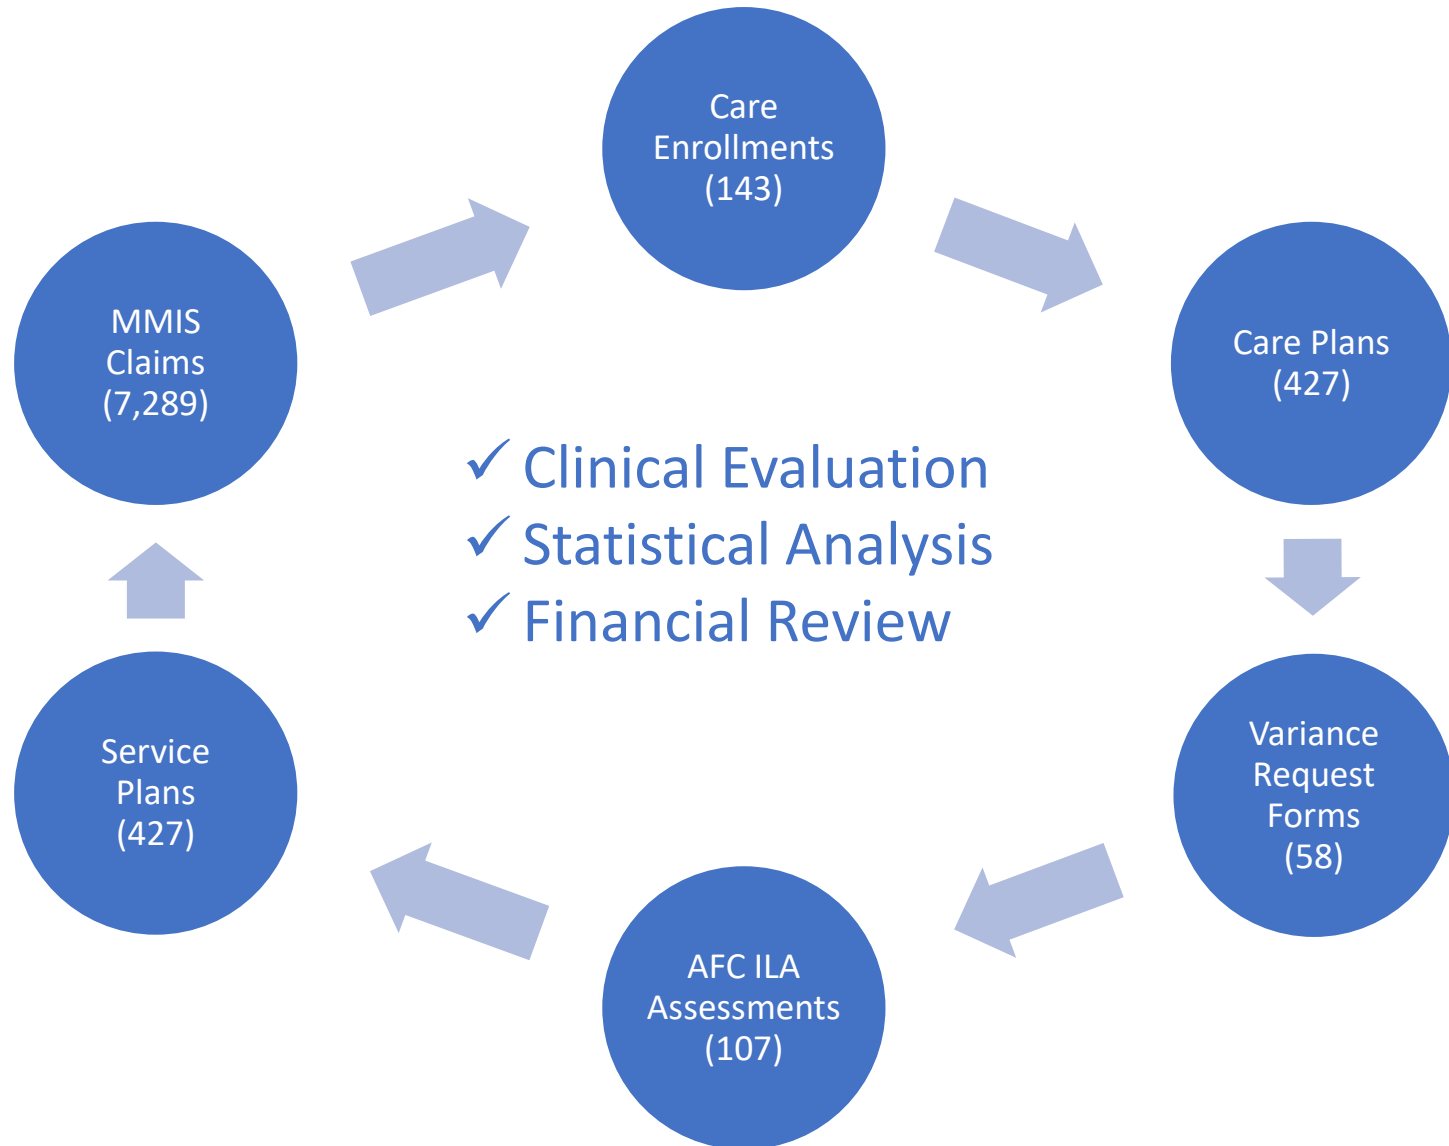 Care
Enrollments
(143)
Care Plans
(427)
Variance
Request
Forms
(58)
AFC ILA
Assessments
(107)
Service
Plans
(427)
MMIS
Claims
(7,289)
✓ Clinical Evaluation
✓ Statistical Analysis
✓ Financial Review